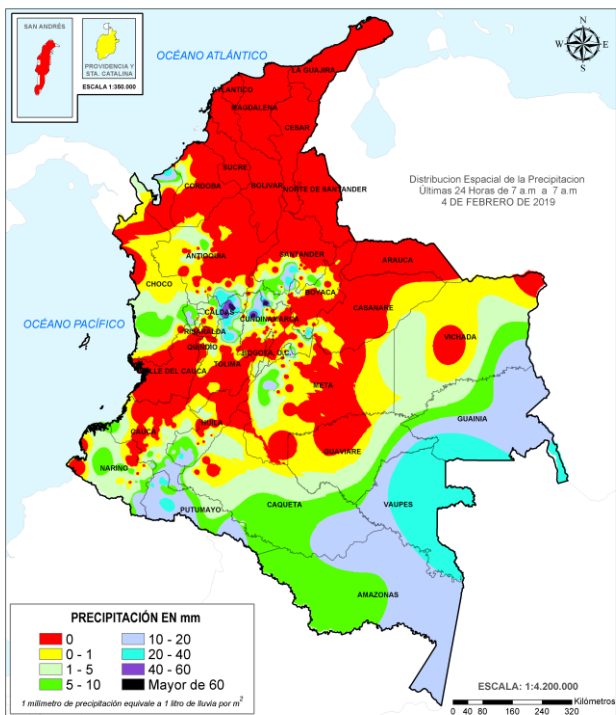 SAN ANDRÉS
PROVIDENCIA Y
STA. CATALINA
ESCALA 1:350.000
OCÉANO ATLÁNTICO
N
W E
S
LA GUAJIRA
ATLANTICO
MAGDALENA
CESAR
SUCRE
CORDOBA
BOLIVAR
NORTE DE SANTANDER
Distribucion Espacial de la Precipitacion
Últimas 24 Horas de 7 a.m a 7 a.m
4 DE FEBRERO DE 2019
ANTIOQUIA
SANTANDER
ARAUCA
CHOCO
BOYACA
CASANARE
CALDAS
CUNDINAMARCA
OCÉANO PACÍFICO
RISARALDA
VICHADA
QUINDIO
BOGOTA, D.C.
VALLE DEL CAUCA
TOLIMA
META
GUAINIA
CAUCA
HUILA
GUAVIARE
NARIÑO
PUTUMAYO
CAQUETA
VAUPES
AMAZONAS
PRECIPITACIÓN EN mm
0
10 - 20
0 - 1
20 - 40
1 - 5
40 - 60
5 - 10
Mayor de 60
1 milimetro de precipitación equivale a 1 litro de lluvia por m²
ESCALA: 1:4.200.000
Kilómetros
0 40 80 160 240 320